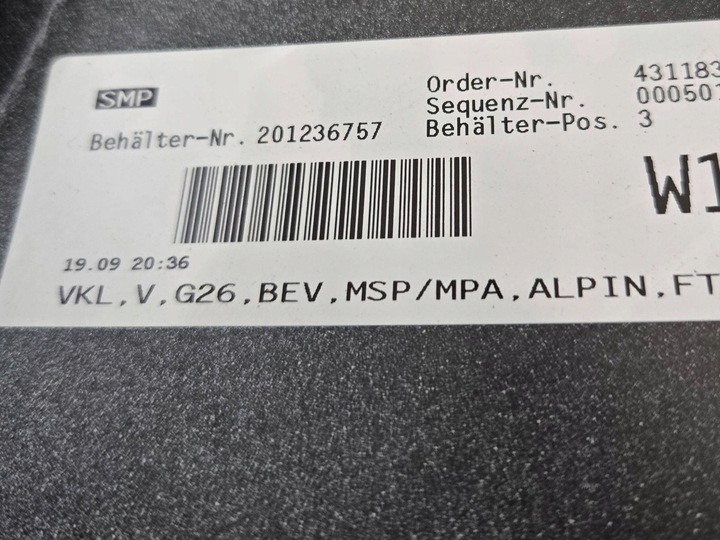 SMP
Behälter-Nr. 201236757
Order-Nr. 431183
Sequenz-Nr. 000501
Behälter-Pos. 3
W1
19.09 20:36
VKL,V,G26,BEV,MSP/MPA,ALPIN,FT